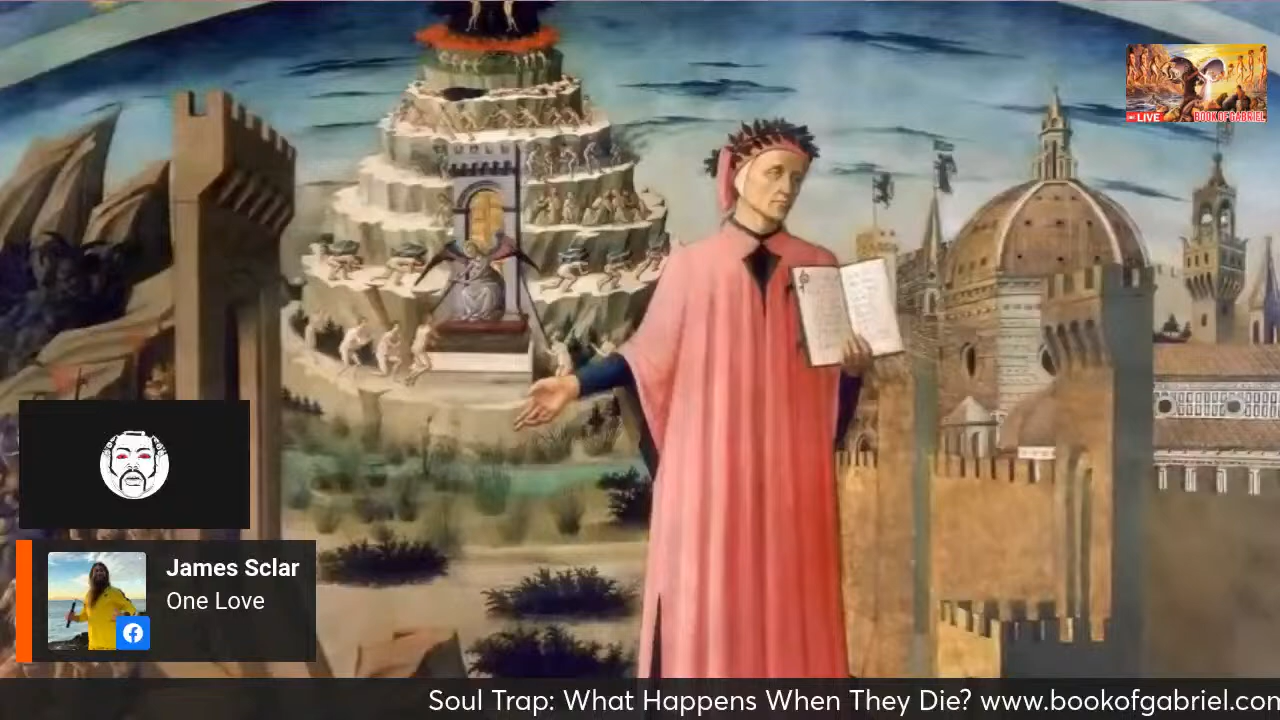 LIVE
BOOK OF GABRIEL
James Sclar
One Love
Soul Trap: What Happens When They Die? www.bookofgabriel.con